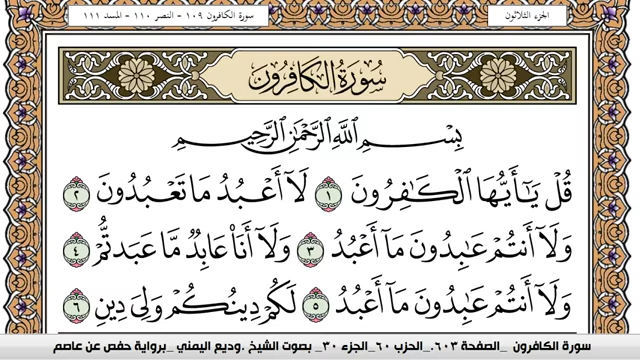 الجزء الثلاثون
سورة الكافرون ١٠٩ - النصر ١١٠ - المسد ١١١
سُورَةُ الكَافِرُونَ
بِسْمِ ٱللَّهِ ٱلرَّحْمَٰنِ ٱلرَّحِيمِ
قُلْ يَٰٓأَيُّهَا ٱلْكَٰفِرُونَ ١ لَآ أَعْبُدُ مَا تَعْبُدُونَ ٢
وَلَآ أَنتُمْ عَٰبِدُونَ مَآ أَعْبُدُ ٣ وَلَآ أَنَا۠ عَابِدٌ مَّا عَبَدتُّمْ ٤
وَلَآ أَنتُمْ عَٰبِدُونَ مَآ أَعْبُدُ ٥ لَكُمْ دِينُكُمْ وَلِيَ دِينِ ٦
سورة الكافرون _الصفحة ٦٠٣._الحزب ٦٠_الجزء ٣٠_ بصوت الشيخ .وديع اليمني _برواية حفص عن عاصم